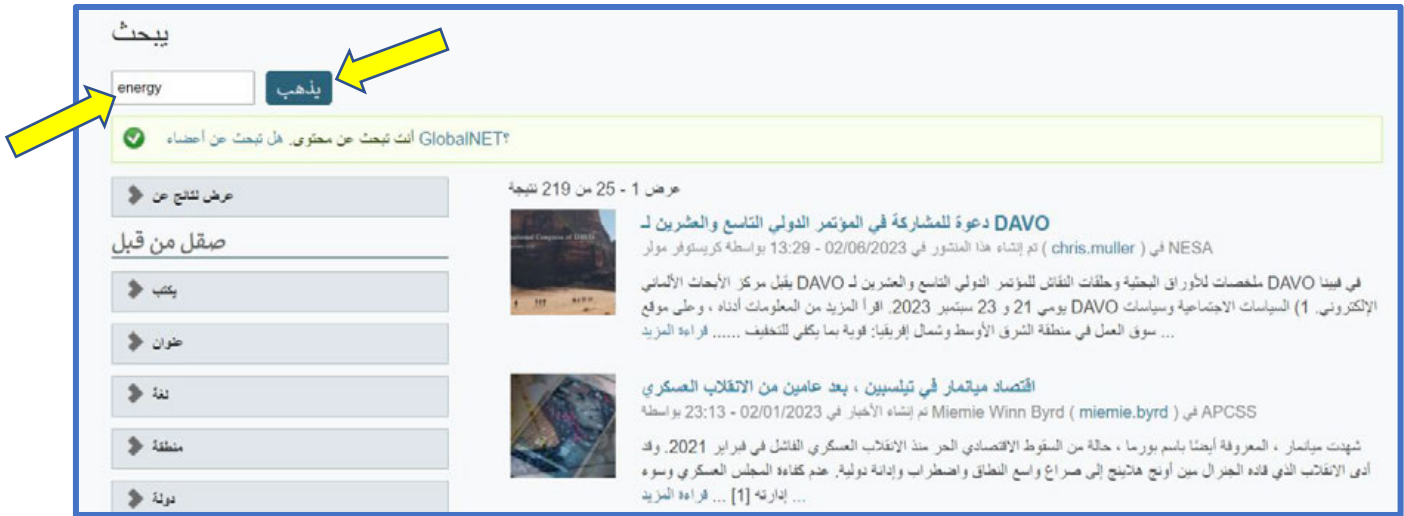 يبحث
energy
يذهب
أنت تبحث عن محتوى. هل تبحث عن أعضاء GlobalNET؟
عرض نتائج عن
صقل من قبل
يكتب
عنوان
لغة
منطقة
دولة
عرض 1 - 25 من 219 نتيجة
دعوة للمشاركة في المؤتمر الدولي التاسع والعشرين لـ DAVO
تم إنشاء هذا المنشور في 02/06/2023 - 13:29 بواسطة كريستوفر مولر ( chris.muller ) في NESA
في فيينا DAVO ملخصات للأوراق البحثية وحلقات النقاش للمؤتمر الدولي التاسع والعشرين لـ DAVO يقبل مركز الأبحاث الألماني
الإلكتروني. 1) السياسات الاجتماعية وسياسات DAVO يومي 21 و 23 سبتمبر 2023. اقرأ المزيد من المعلومات أدناه ، وعلى موقع
سوق العمل في منطقة الشرق الأوسط وشمال إفريقيا: قوية بما يكفي للتخفيف ...... قراءة المزيد ...
اقتصاد ميانمار في تيلسبين ، بعد عامين من الانقلاب العسكري
تم إنشاء الأخبار في 02/01/2023 - 23:13 بواسطة Miemie Winn Byrd ( miemie.byrd ) في APCSS
شهدت ميانمار ، المعروفة أيضًا باسم بورما ، حالة من السقوط الاقتصادي الحر منذ الانقلاب العسكري الفاشل في فبراير 2021. وقد
أدى الانقلاب الذي قاده الجنرال مين أونج هلاينج إلى صراع واسع النطاق واضطراب وإدانة دولية. عدم كفاءة المجلس العسكري وسوء
إدارته [1] ... قراءة المزيد ...